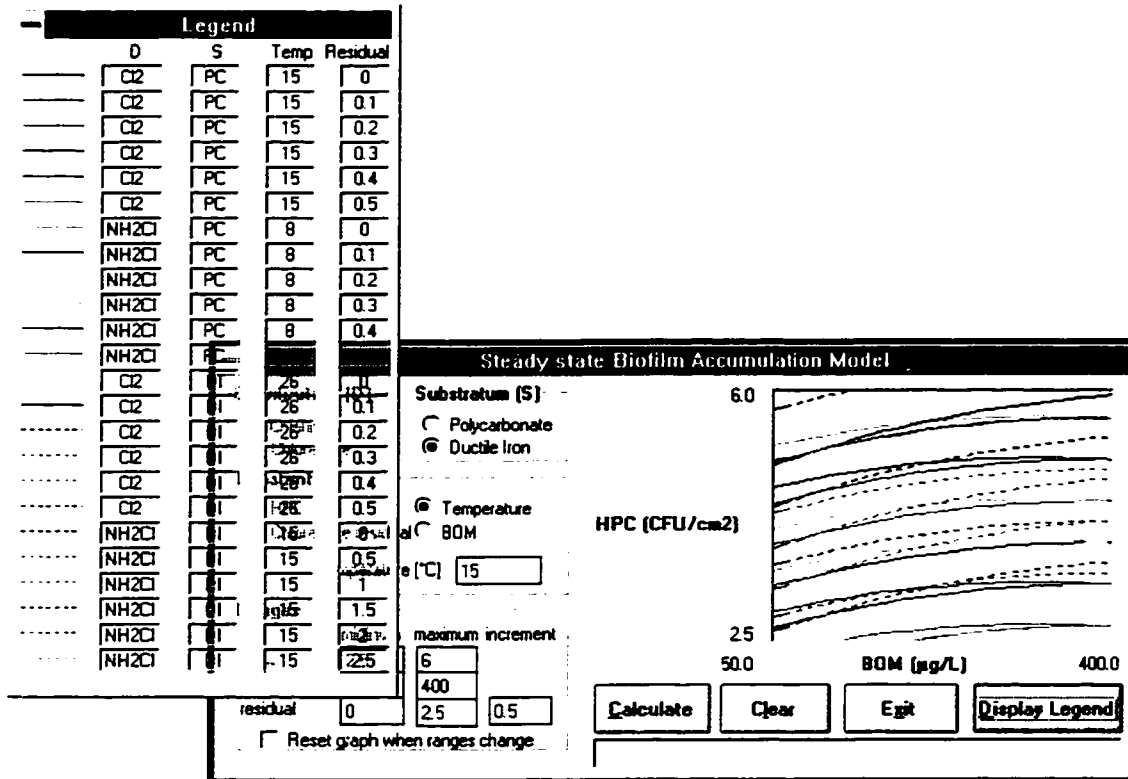 Legend
D S Temp Residual
Cl2 PC 15 0
Cl2 PC 15 0.1
Cl2 PC 15 0.2
Cl2 PC 15 0.3
Cl2 PC 15 0.4
Cl2 PC 15 0.5
NH2Cl PC 8 0
NH2Cl PC 8 0.1
NH2Cl PC 8 0.2
NH2Cl PC 8 0.3
NH2Cl PC 8 0.4
NH2Cl
Cl2 26
Cl2 26 0.1
Cl2 26 0.2
Cl2 26 0.3
Cl2 0.4
Cl2 0.5
NH2Cl
NH2Cl 15 0.5
NH2Cl 15 1
NH2Cl 15 1.5
NH2Cl 15
NH2Cl 15 2.5
Steady state Biofilm Accumulation Model
Substratum (S)
Polycarbonate
Ductile Iron
Temperature
BOM
[°C] 15
maximum increment
6
400
residual 0 2.5 0.5
Reset graph when ranges change
6.0
HPC (CFU/cm2)
2.5
50.0 BOM (µg/L) 400.0
Calculate Clear Exit Display Legend